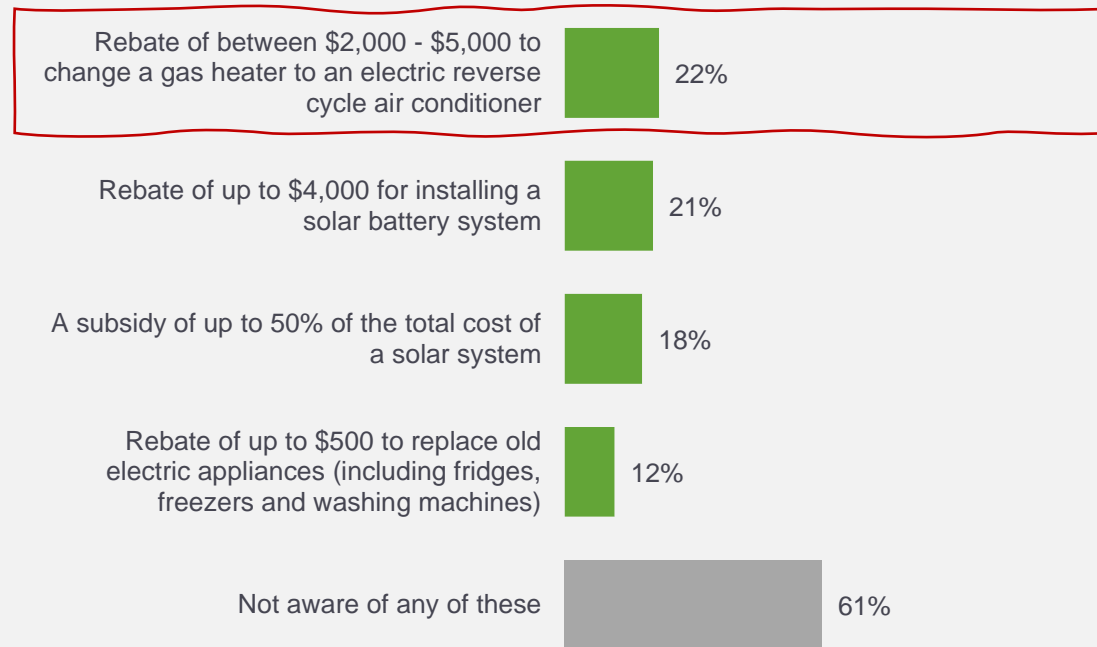 Rebate of between $2,000 - $5,000 to
change a gas heater to an electric reverse
cycle air conditioner
22%
Rebate of up to $4,000 for installing a
solar battery system
21%
A subsidy of up to 50% of the total cost of
a solar system
18%
Rebate of up to $500 to replace old
electric appliances (including fridges,
freezers and washing machines)
12%
Not aware of any of these
61%